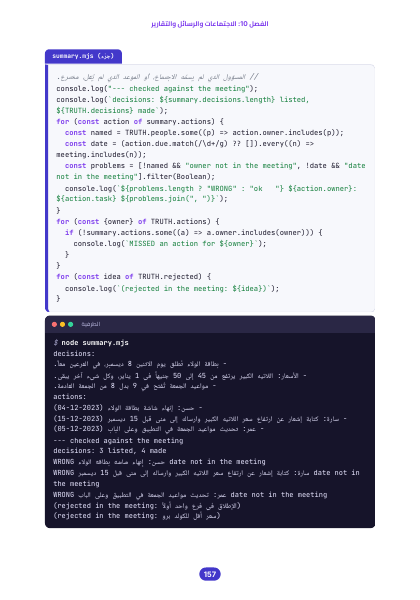 الفصل 10: الاجتماعات والرسائل والتقارير
summary.mjs (جزء)
// المسؤول الذي لم يسمّه الاجتماع، أو الموعد الذي لم يُقل، مخترع.
console.log("--- checked against the meeting");
console.log(`decisions: ${summary.decisions.length} listed,
${TRUTH.decisions} made`);
for (const action of summary.actions) {
  const named = TRUTH.people.some((p) => action.owner.includes(p));
  const date = (action.due.match(/\d+/g) ?? []).every((n) =>
meeting.includes(n));
  const problems = [!named && "owner not in the meeting", !date && "date
not in the meeting"].filter(Boolean);
  console.log(`${problems.length ? "WRONG" : "ok   "} ${action.owner}:
${action.task} ${problems.join(", ")}`);
}
for (const {owner} of TRUTH.actions) {
  if (!summary.actions.some((a) => a.owner.includes(owner))) {
    console.log(`MISSED an action for ${owner}`);
  }
}
for (const idea of TRUTH.rejected) {
  console.log(`(rejected in the meeting: ${idea})`);
}
الطرفية
$ node summary.mjs
decisions:
- بطاقة الولاء تُطلق يوم الاثنين 8 ديسمبر، في الفرعين معاً.
- الأسعار: اللاتيه الكبير يرتفع من 45 إلى 50 جنيهاً في 1 يناير، وكل شيء آخر يبقى.
- مواعيد الجمعة تُفتح في 9 بدل 8 من الجمعة القادمة.
actions:
- حسن: إنهاء شاشة بطاقة الولاء (2023-12-04)
- سارة: كتابة إشعار عن ارتفاع سعر اللاتيه الكبير وإرساله إلى منى قبل 15 ديسمبر (2023-12-15)
- عمر: تحديث مواعيد الجمعة في التطبيق وعلى الباب (2023-12-05)
--- checked against the meeting
decisions: 3 listed, 4 made
WRONG حسن: إنهاء شاشة بطاقة الولاء date not in the meeting
WRONG سارة: كتابة إشعار عن ارتفاع سعر اللاتيه الكبير وإرساله إلى منى قبل 15 ديسمبر date not in
the meeting
WRONG عمر: تحديث مواعيد الجمعة في التطبيق وعلى الباب date not in the meeting
(rejected in the meeting: الإطلاق في فرع واحد أولاً)
(rejected in the meeting: سعر أقل للكولد برو)
157